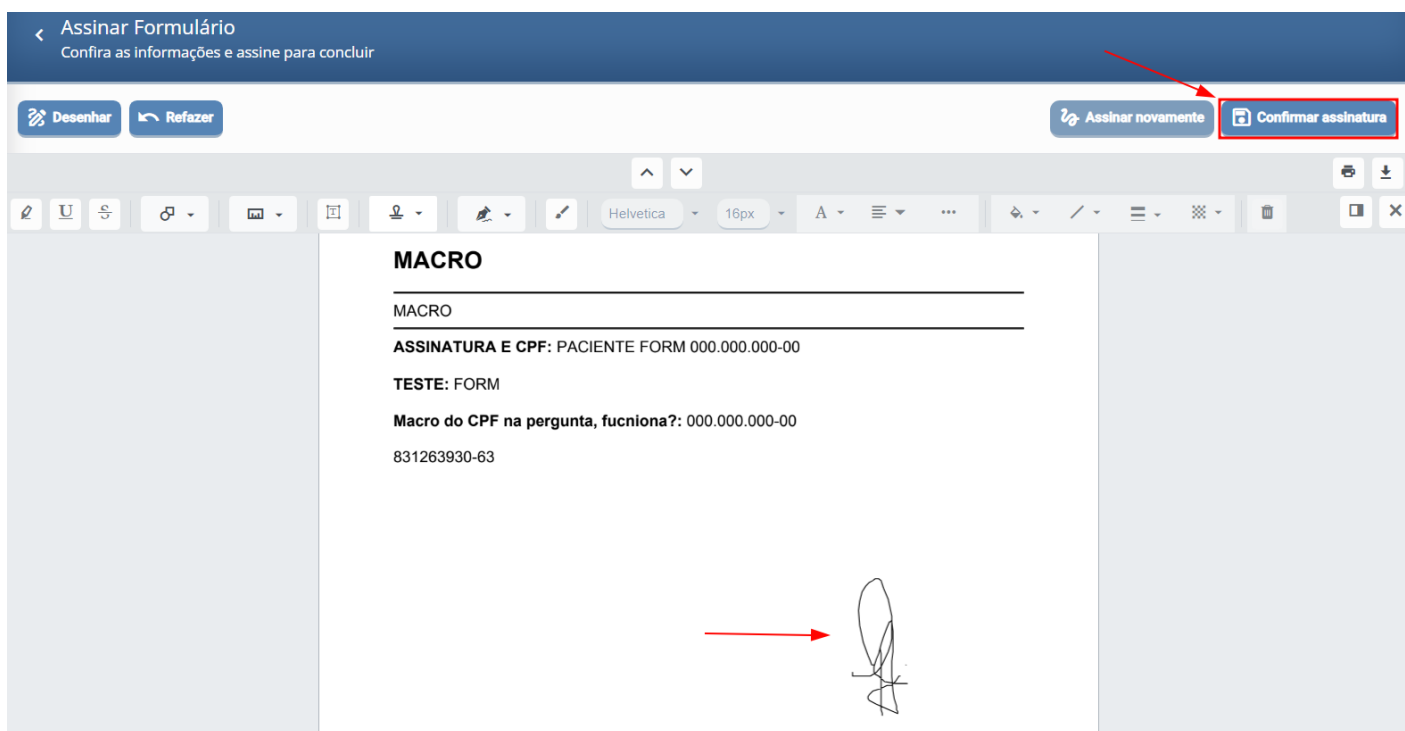 Assinar Formulário
Confira as informações e assine para concluir
Desenhar Refazer Assinar novamente Confirmar assinatura
U S T Helvetica 16px A
MACRO
MACRO
ASSINATURA E CPF: PACIENTE FORM 000.000.000-00
TESTE: FORM
Macro do CPF na pergunta, fucniona?: 000.000.000-00
831263930-63